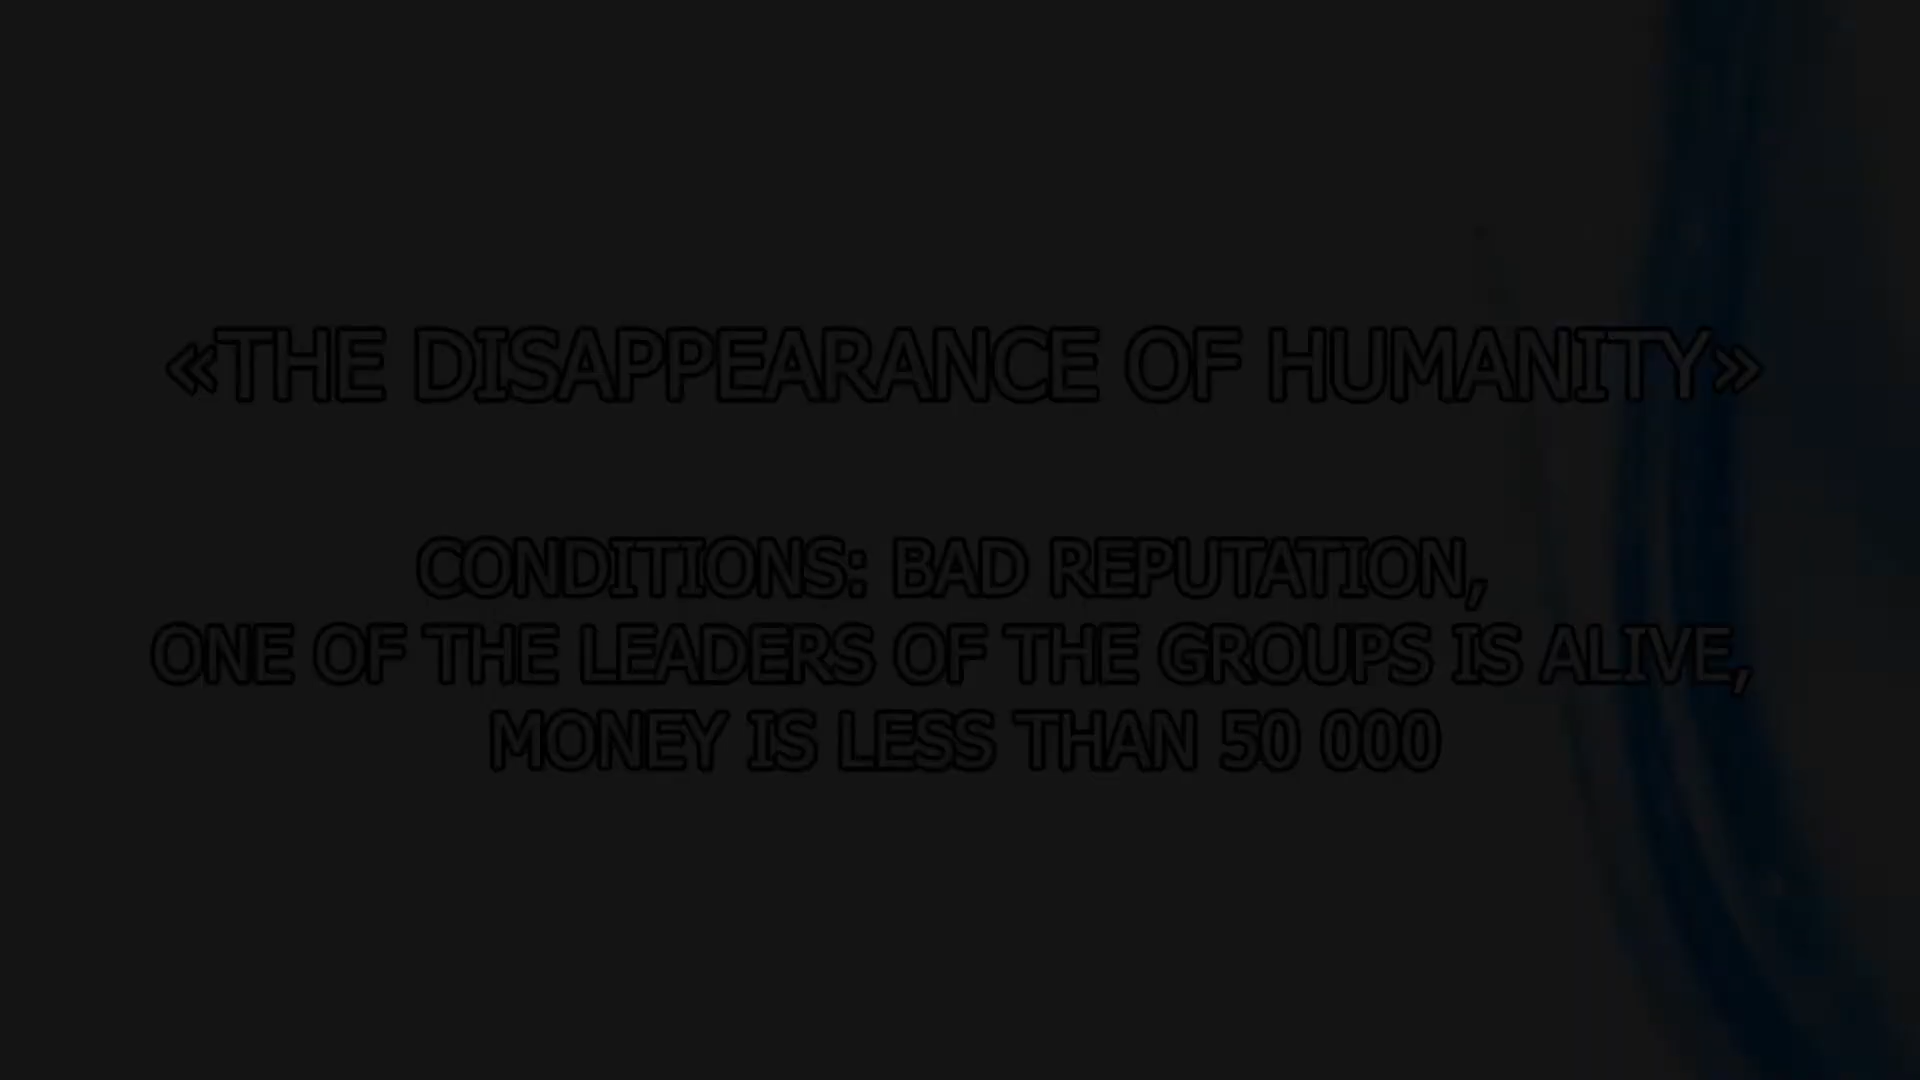 «THE DISAPPEARANCE OF HUMANITY»
CONDITIONS: BAD REPUTATION,
ONE OF THE LEADERS OF THE GROUPS IS ALIVE,
MONEY IS LESS THAN 50 000